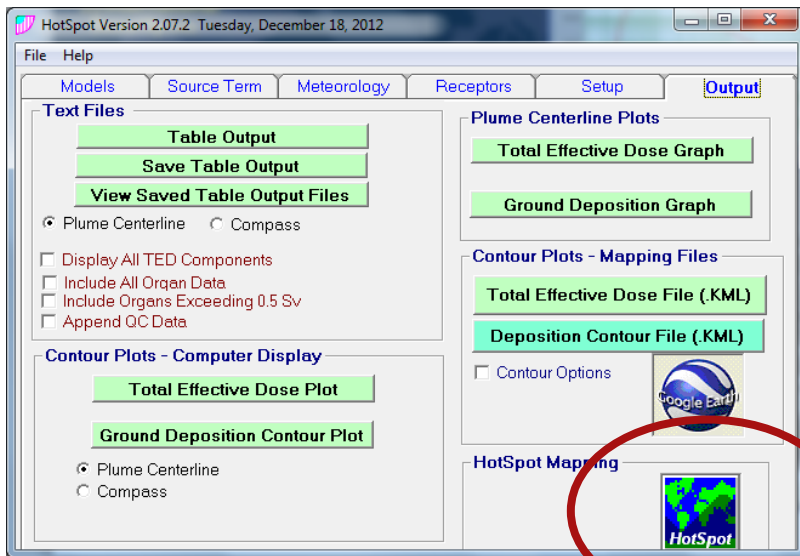 HotSpot Version 2.07.2 Tuesday, December 18, 2012
File Help
Models Source Term Meteorology Receptors Setup Output
Text Files
Table Output
Save Table Output
View Saved Table Output Files
Plume Centerline Compass
Display All TED Components
Include All Organ Data
Include Organs Exceeding 0.5 Sv
Append QC Data
Contour Plots - Computer Display
Total Effective Dose Plot
Ground Deposition Contour Plot
Plume Centerline
Compass
Plume Centerline Plots
Total Effective Dose Graph
Ground Deposition Graph
Contour Plots - Mapping Files
Total Effective Dose File (.KML)
Deposition Contour File (.KML)
Contour Options
Google Earth
HotSpot Mapping
HotSpot